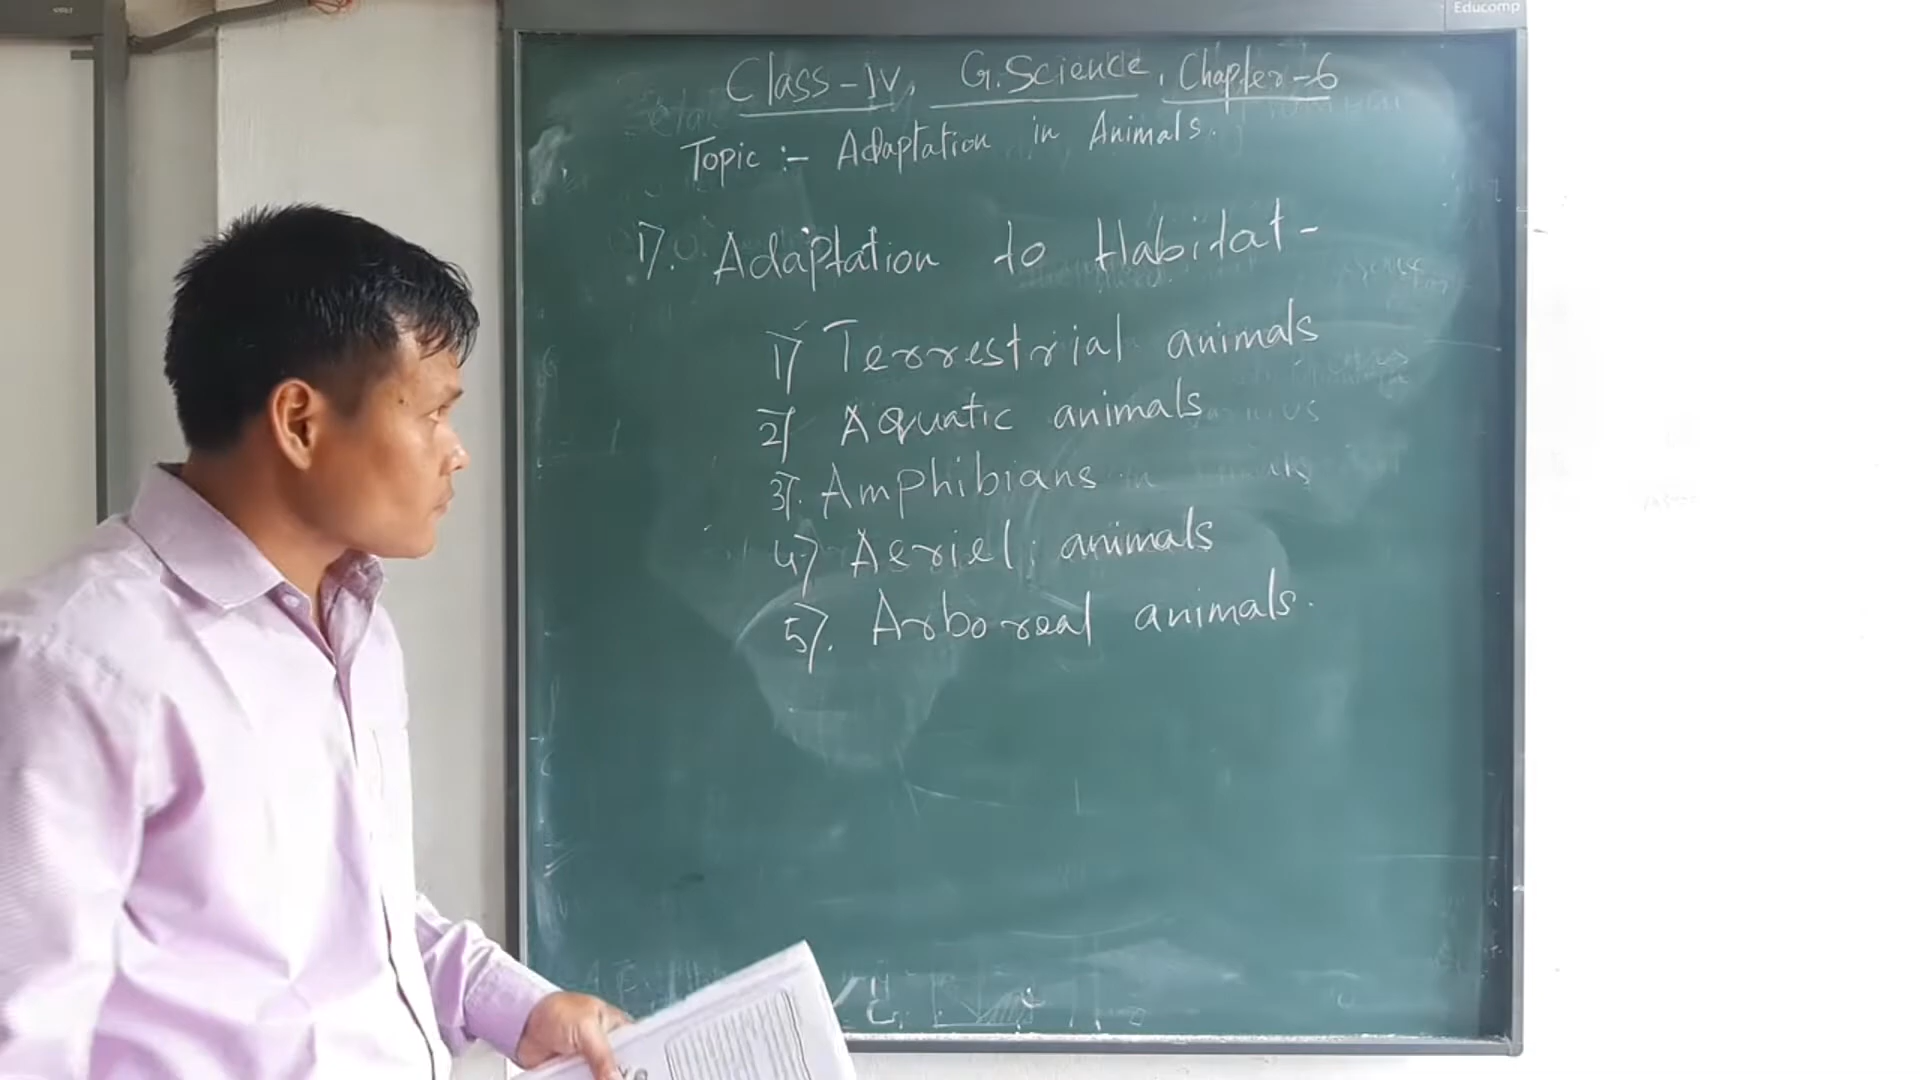 Educomp
Class-IV, G.Science, Chapter-6
Topic :- Adaptation in Animals.
1). Adaptation to Habitat-
1) Terrestrial animals
2) Aquatic animals
3). Amphibians
4) Aeriel animals
5). Arboreal animals.